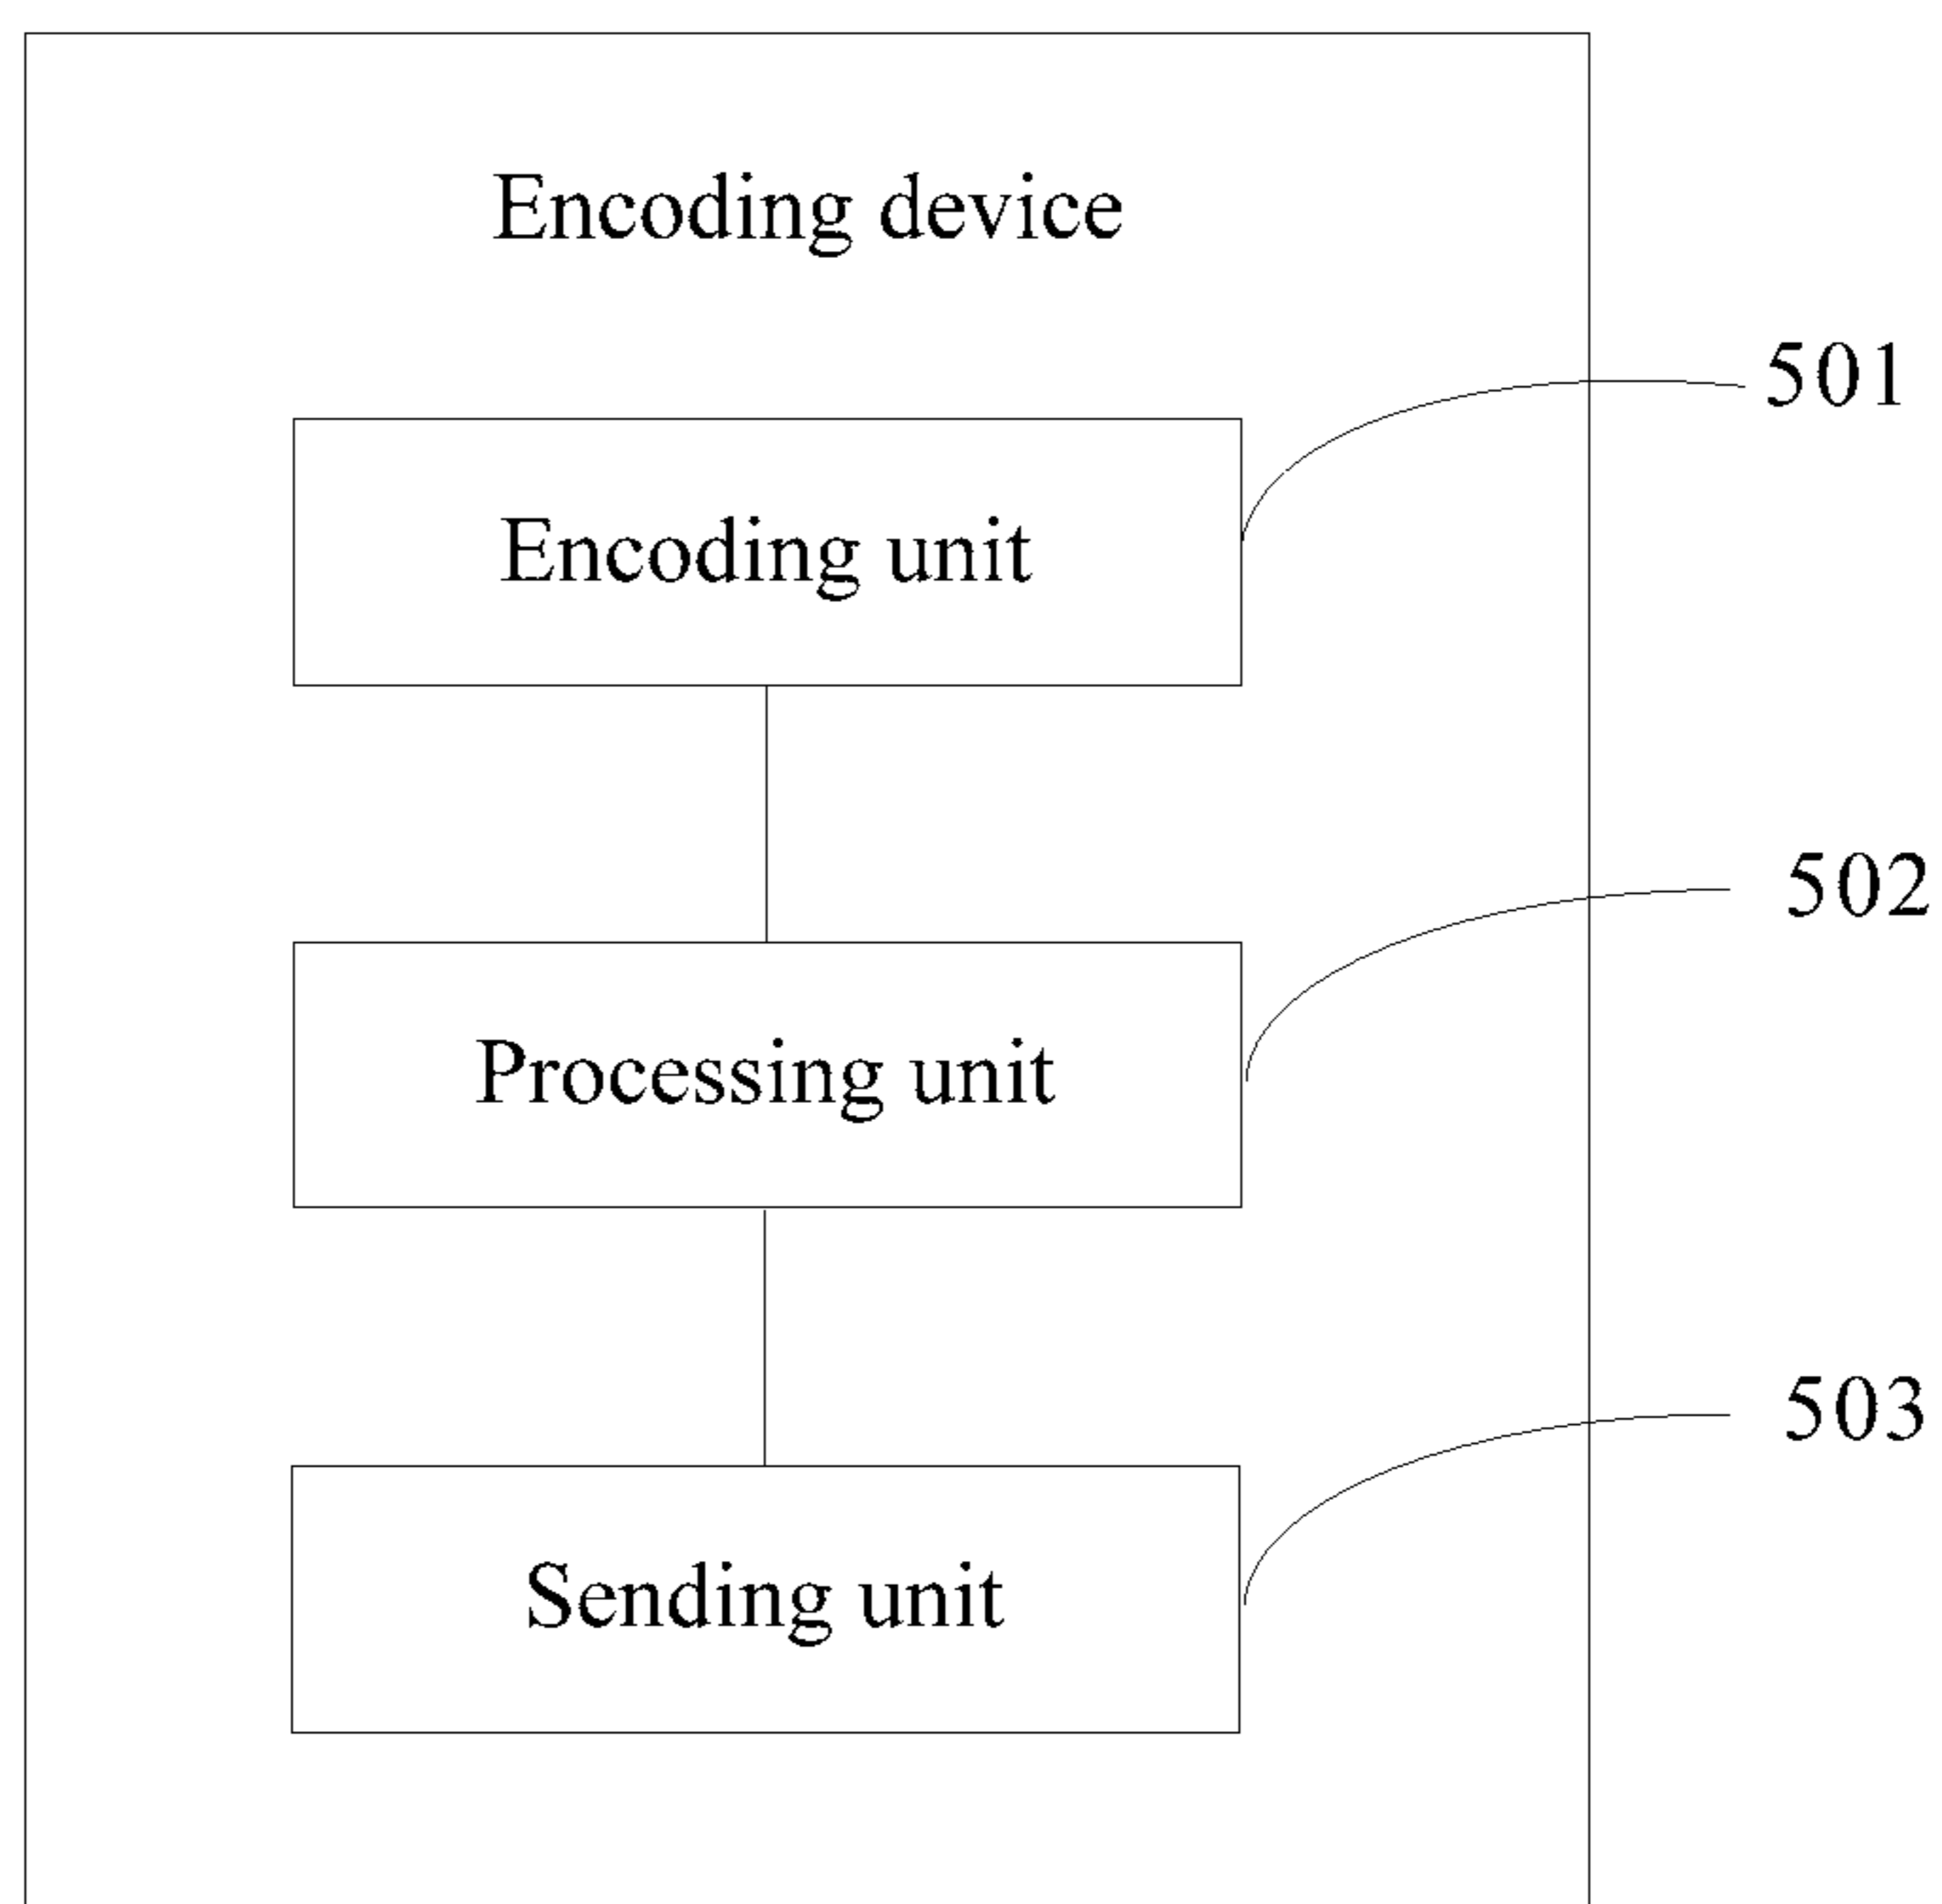 Encoding device
501
Encoding unit
502
Processing unit
503
Sending unit